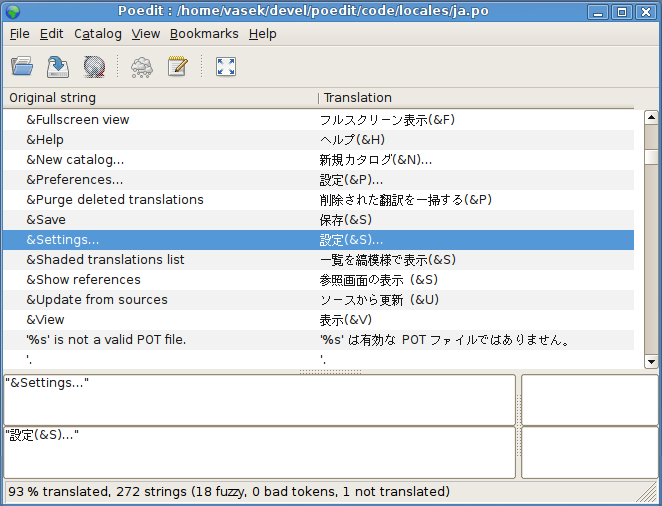 Poedit : /home/vasek/devel/poedit/code/locales/ja.po
File Edit Catalog View Bookmarks Help
Original string Translation
&Fullscreen view フルスクリーン表示(&F)
&Help ヘルプ(&H)
&New catalog... 新規カタログ(&N)...
&Preferences... 設定(&P)...
&Purge deleted translations 削除された翻訳を一掃する(&P)
&Save 保存(&S)
&Settings... 設定(&S)...
&Shaded translations list 一覧を縞模様で表示(&S)
&Show references 参照画面の表示 (&S)
&Update from sources ソースから更新 (&U)
&View 表示(&V)
'%s' is not a valid POT file. '%s' は有効な POT ファイルではありません。
'. '.
"&Settings..."
"設定(&S)..."
93 % translated, 272 strings (18 fuzzy, 0 bad tokens, 1 not translated)